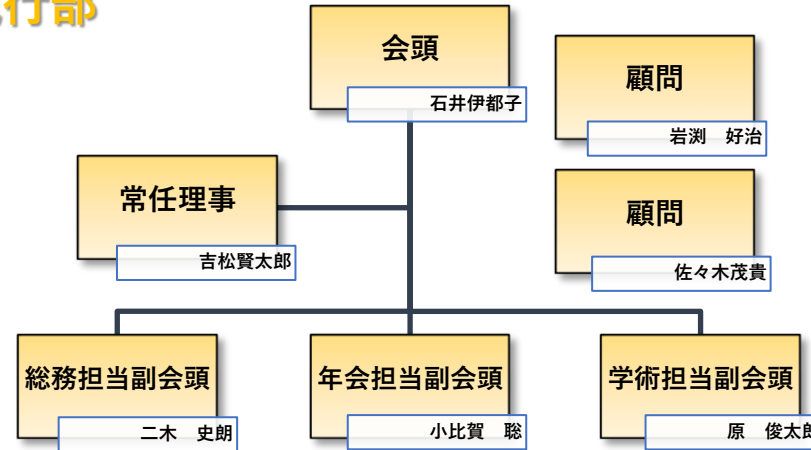 行部
会頭
石井伊都子
顧問
岩渕　好治
常任理事
吉松賢太郎
顧問
佐々木茂貴
総務担当副会頭
二木　史朗
年会担当副会頭
小比賀　聡
学術担当副会頭
原　俊太郎